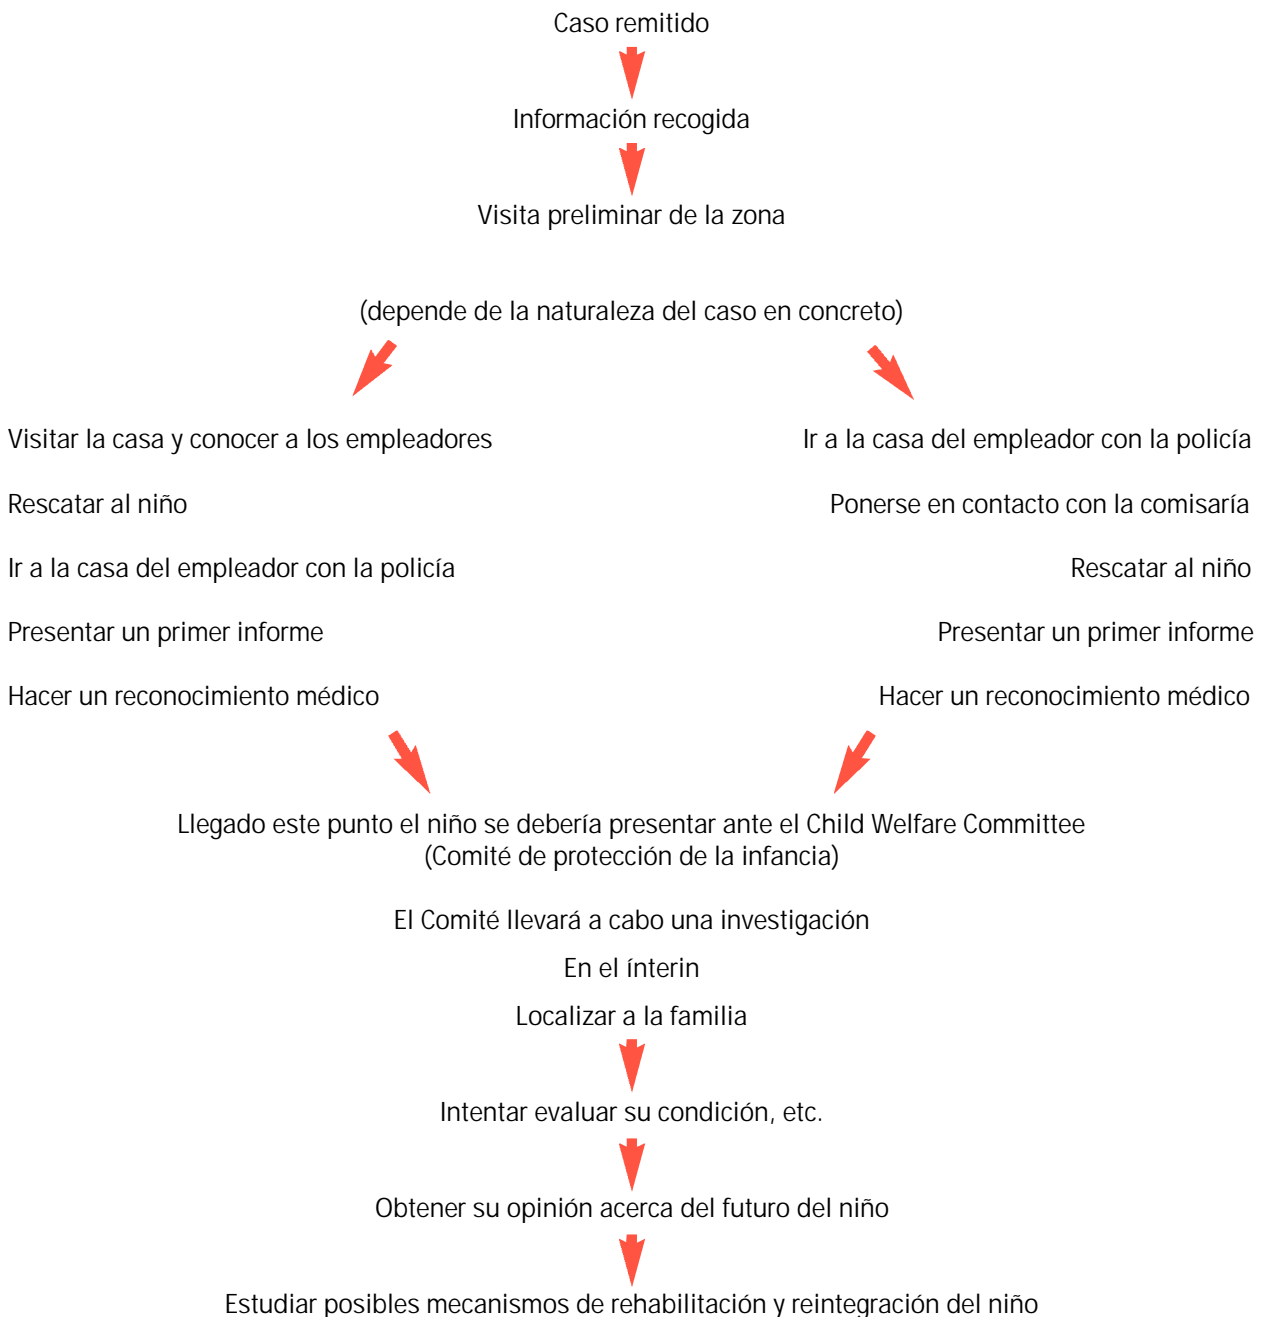 Caso remitido
Información recogida
Visita preliminar de la zona
(depende de la naturaleza del caso en concreto)
Visitar la casa y conocer a los empleadores
Rescatar al niño
Ir a la casa del empleador con la policía
Presentar un primer informe
Hacer un reconocimiento médico
Ir a la casa del empleador con la policía
Ponerse en contacto con la comisaría
Rescatar al niño
Presentar un primer informe
Hacer un reconocimiento médico
Llegado este punto el niño se debería presentar ante el Child Welfare Committee
(Comité de protección de la infancia)
El Comité llevará a cabo una investigación
En el ínterin
Localizar a la familia
Intentar evaluar su condición, etc.
Obtener su opinión acerca del futuro del niño
Estudiar posibles mecanismos de rehabilitación y reintegración del niño